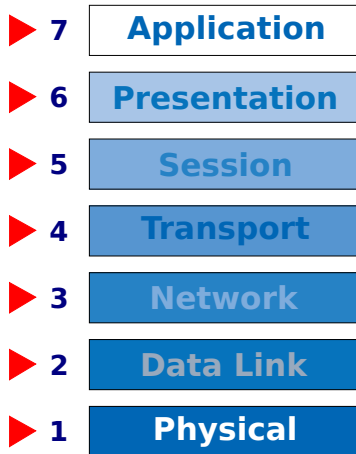 7 Application
6 Presentation
5 Session
4 Transport
3 Network
2 Data Link
1 Physical